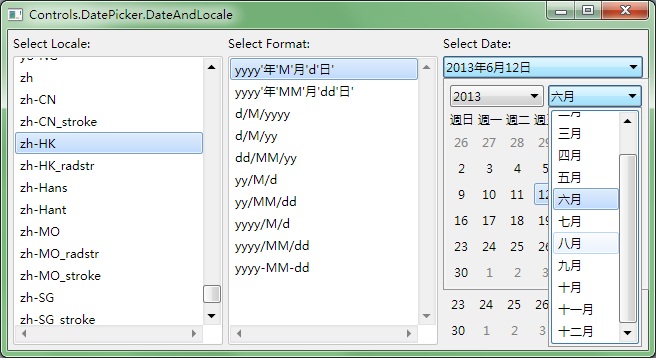 Controls.DatePicker.DateAndLocale
Select Locale:
zh
zh-CN
zh-CN_stroke
zh-HK
zh-HK_radstr
zh-Hans
zh-Hant
zh-MO
zh-MO_radstr
zh-MO_stroke
zh-SG
zh-SG_stroke
Select Format:
yyyy'年'M'月'd'日'
yyyy'年'MM'月'dd'日'
d/M/yyyy
d/M/yy
dd/MM/yy
yy/M/d
yy/MM/dd
yyyy/M/d
yyyy/MM/dd
yyyy-MM-dd
Select Date:
2013年6月12日
2013 六月
週日 週一 週二
26 27 28 29
2 3 4 5
9 10 11 12
16 17 18 19
23 24 25 26
30 1 2 3
23 24 25 26
30 1 2 3
二月
三月
四月
五月
六月
七月
八月
九月
十月
十一月
十二月